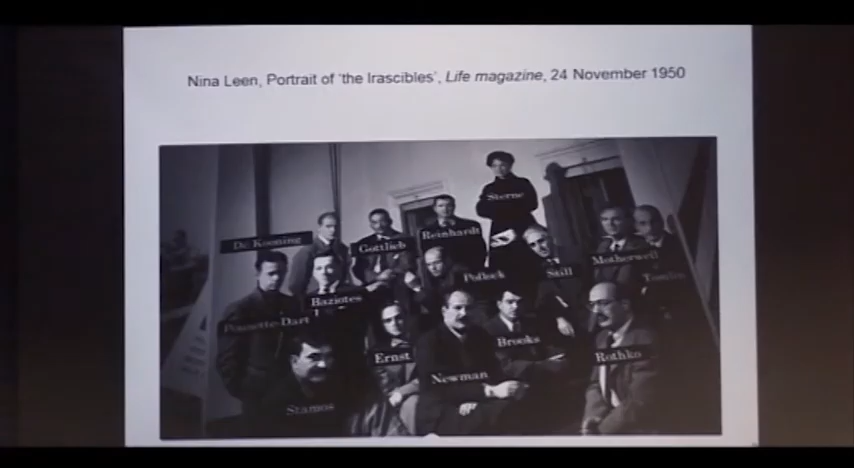 Nina Leen, Portrait of ‘the Irascibles’, Life magazine, 24 November 1950
Sterne
De Kooning
Gottlieb
Reinhardt
Motherwell
Pollock
Still
Tomlin
Baziotes
Pousette-Dart
Brooks
Ernst
Rothko
Newman
Stamos